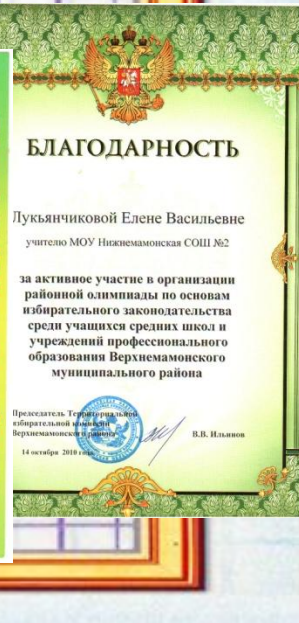 БЛАГОДАРНОСТЬ
Лукьянчиковой Елене Васильевне
учителю МОУ Нижнемамонская СОШ №2
за активное участие в организации
районной олимпиады по основам
избирательного законодательства
среди учащихся средних школ и
учреждений профессионального
образования Верхнемамонского
муниципального района
Председатель Территориальной
избирательной комиссии
Верхнемамонского района
В.В. Ильинов
14 октября 2010 года